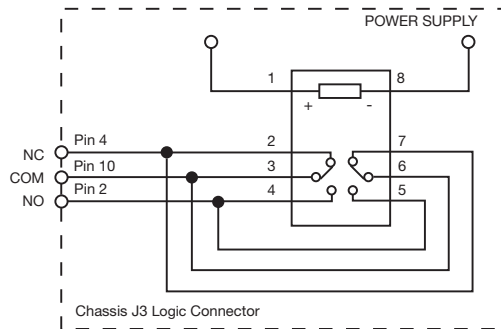 POWER SUPPLY
1
8
+
-
NC
Pin 4
2
7
COM
Pin 10
3
6
NO
Pin 2
4
5
Chassis J3 Logic Connector